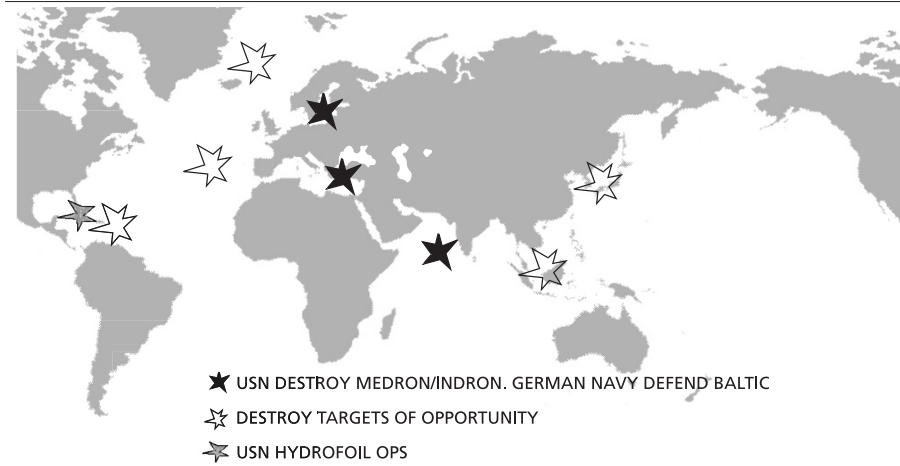 USN DESTROY MEDRON/INDRON. GERMAN NAVY DEFEND BALTIC
DESTROY TARGETS OF OPPORTUNITY
USN HYDROFOIL OPS